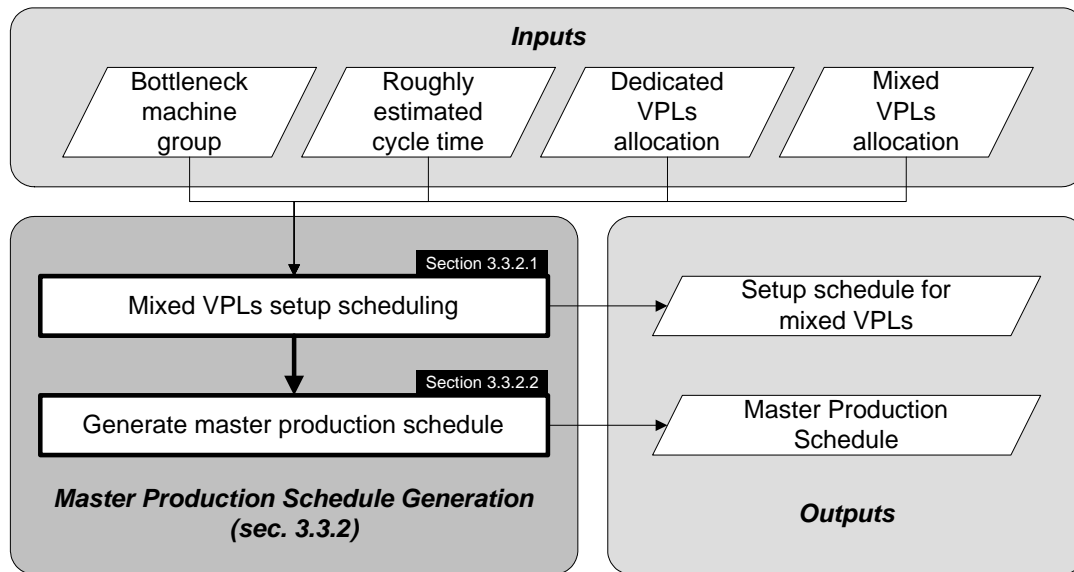 Inputs
Bottleneck
machine
group
Roughly
estimated
cycle time
Dedicated
VPLs
allocation
Mixed
VPLs
allocation
Section 3.3.2.1
Mixed VPLs setup scheduling
Section 3.3.2.2
Generate master production schedule
Master Production Schedule Generation
(sec. 3.3.2)
Setup schedule for
mixed VPLs
Master Production
Schedule
Outputs